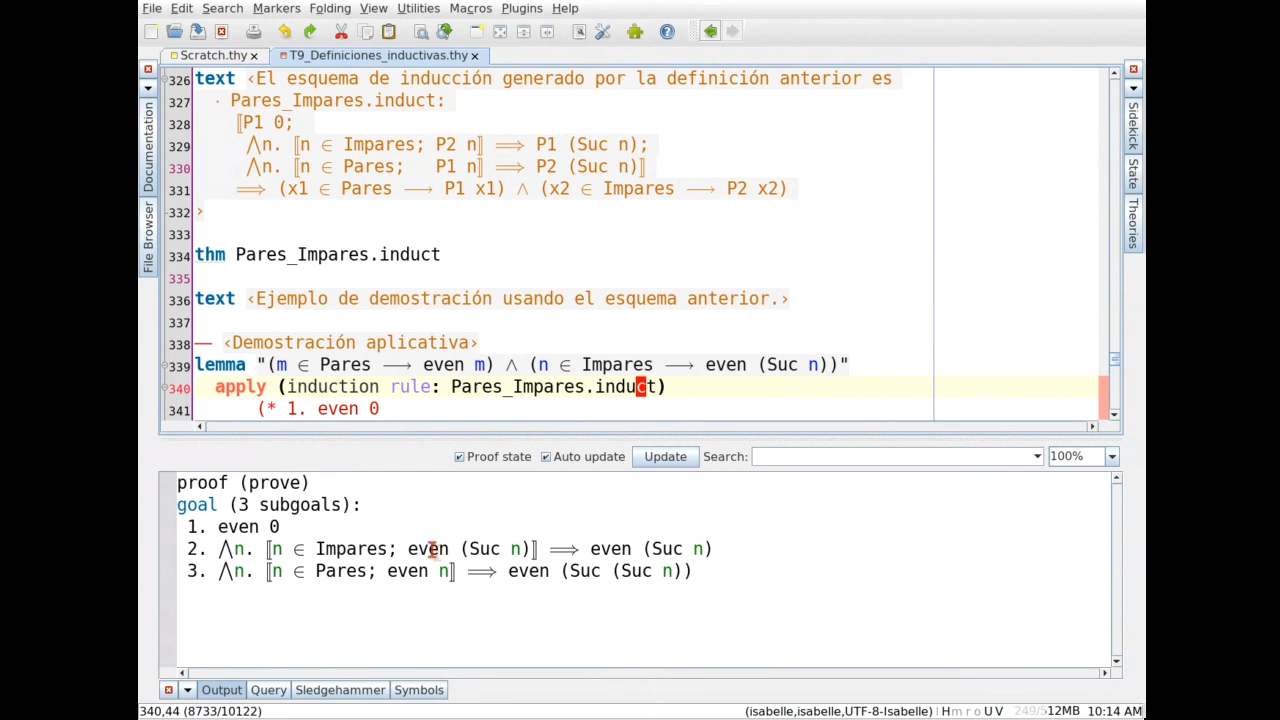 File Edit Search Markers Folding View Utilities Macros Plugins Help
Scratch.thy T9_Definiciones_inductivas.thy
326 text ‹El esquema de inducción generado por la definición anterior es
327 · Pares_Impares.induct:
328 ⟦P1 0;
329 ⋀n. ⟦n ∈ Impares; P2 n⟧ ⟹ P1 (Suc n);
330 ⋀n. ⟦n ∈ Pares; P1 n⟧ ⟹ P2 (Suc n)⟧
331 ⟹ (x1 ∈ Pares ⟶ P1 x1) ∧ (x2 ∈ Impares ⟶ P2 x2)
332 ›
333
334 thm Pares_Impares.induct
335
336 text ‹Ejemplo de demostración usando el esquema anterior.›
337
338 — ‹Demostración aplicativa›
339 lemma "(m ∈ Pares ⟶ even m) ∧ (n ∈ Impares ⟶ even (Suc n))"
340 apply (induction rule: Pares_Impares.induct)
341 (* 1. even 0
Documentation
File Browser
Sidekick
State
Theories
Proof state Auto update Update Search: 100%
proof (prove)
goal (3 subgoals):
1. even 0
2. ⋀n. ⟦n ∈ Impares; even (Suc n)⟧ ⟹ even (Suc n)
3. ⋀n. ⟦n ∈ Pares; even n⟧ ⟹ even (Suc (Suc n))
Output Query Sledgehammer Symbols
340,44 (8733/10122) (isabelle,isabelle,UTF-8-Isabelle) | H m r o U V 249/512MB 10:14 AM